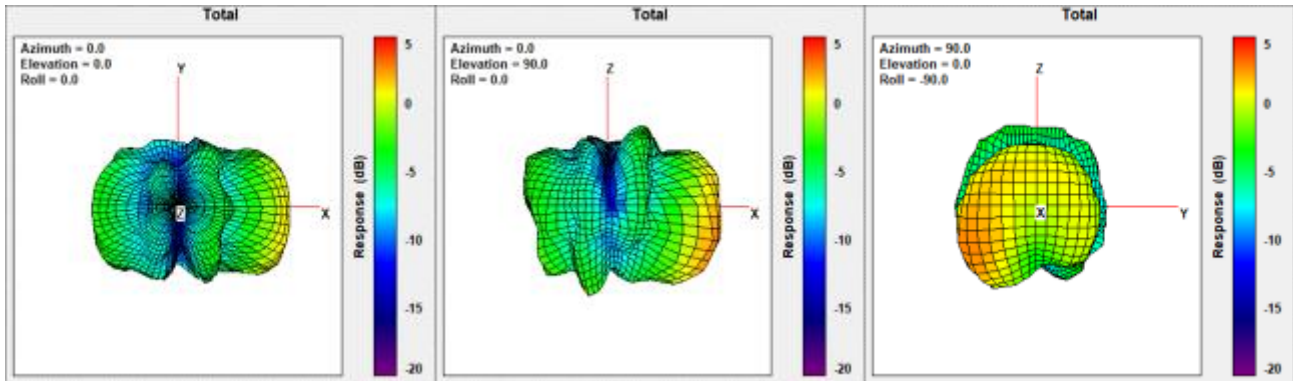 Total
Azimuth = 0.0
Elevation = 0.0
Roll = 0.0
Y
Z
X
Response (dB)
5
0
-5
-10
-15
-20
Total
Azimuth = 0.0
Elevation = 90.0
Roll = 0.0
Z
X
Response (dB)
5
0
-5
-10
-15
-20
Total
Azimuth = 90.0
Elevation = 0.0
Roll = -90.0
Z
X
Y
Response (dB)
5
0
-5
-10
-15
-20